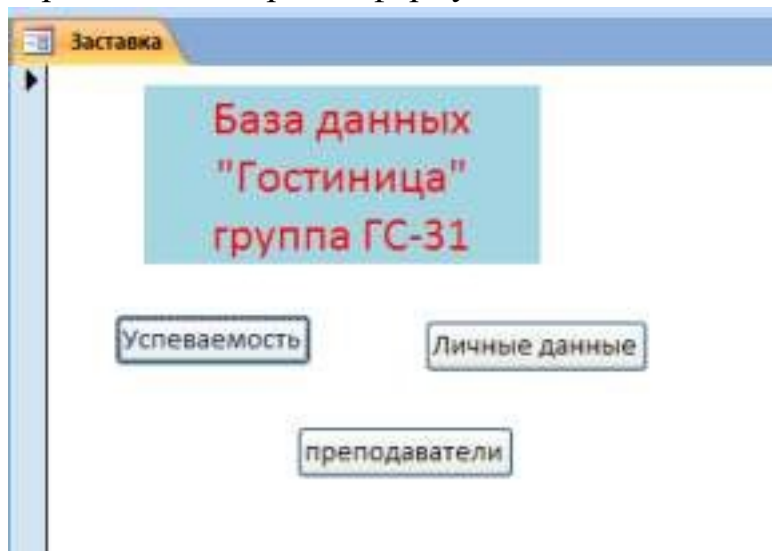 Заставка
База данных
"Гостиница"
группа ГС-31
Успеваемость
Личные данные
преподаватели